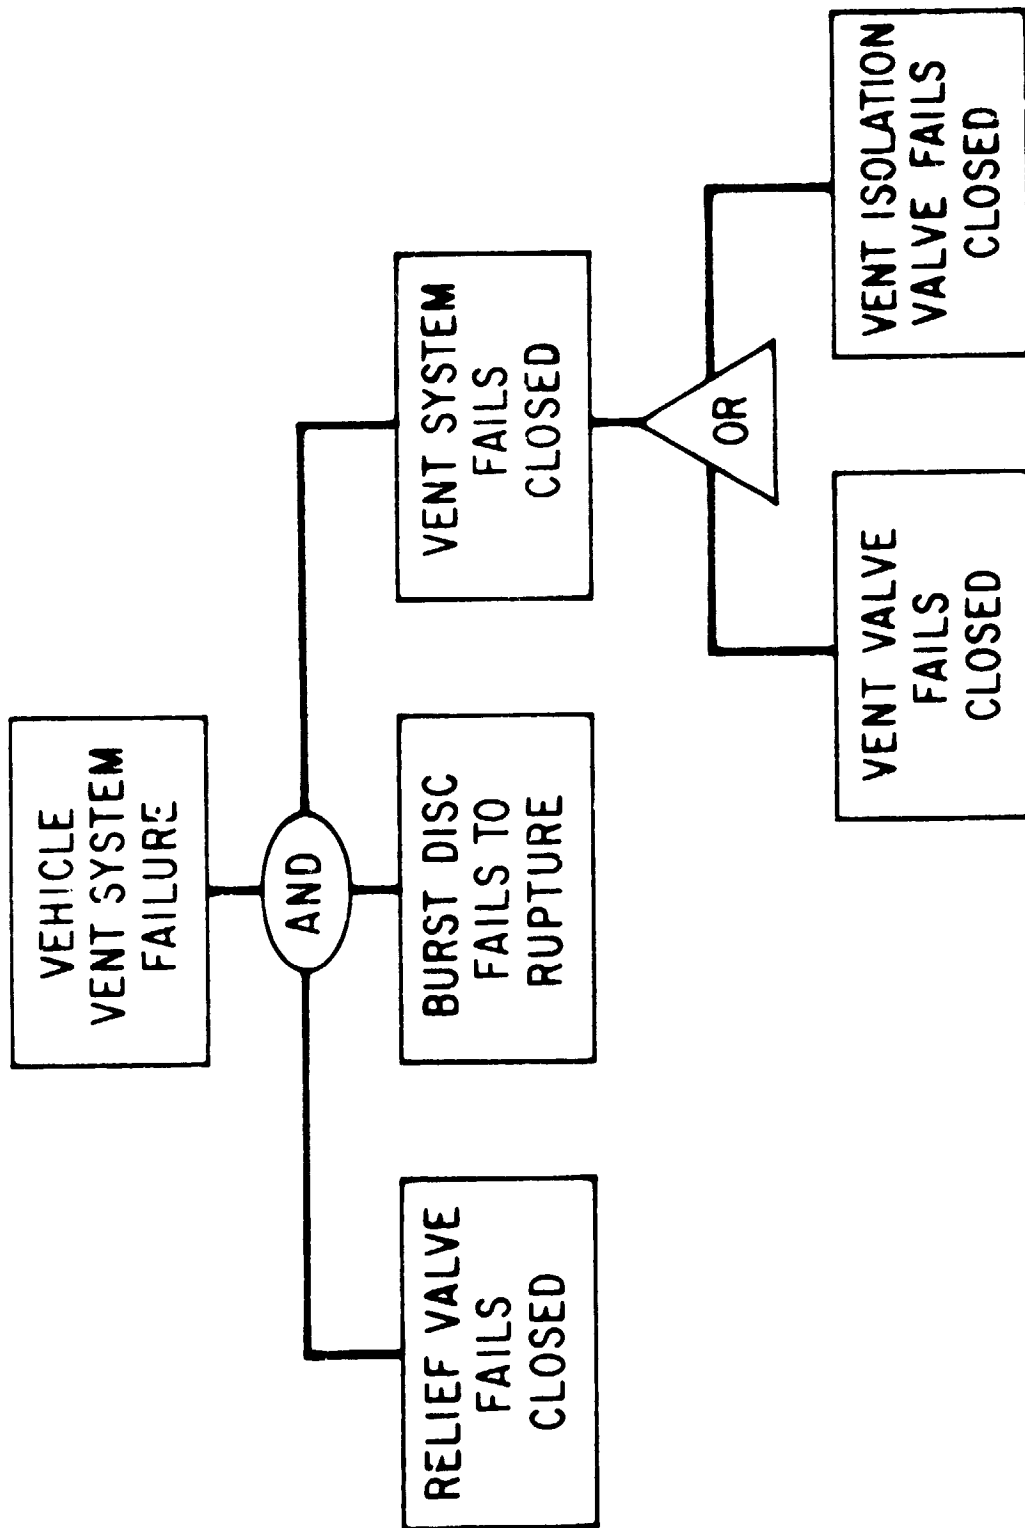 VEHICLE
VENT SYSTEM
FAILURE
AND
RELIEF VALVE
FAILS
CLOSED
BURST DISC
FAILS TO
RUPTURE
VENT SYSTEM
FAILS
CLOSED
OR
VENT VALVE
FAILS
CLOSED
VENT ISOLATION
VALVE FAILS
CLOSED